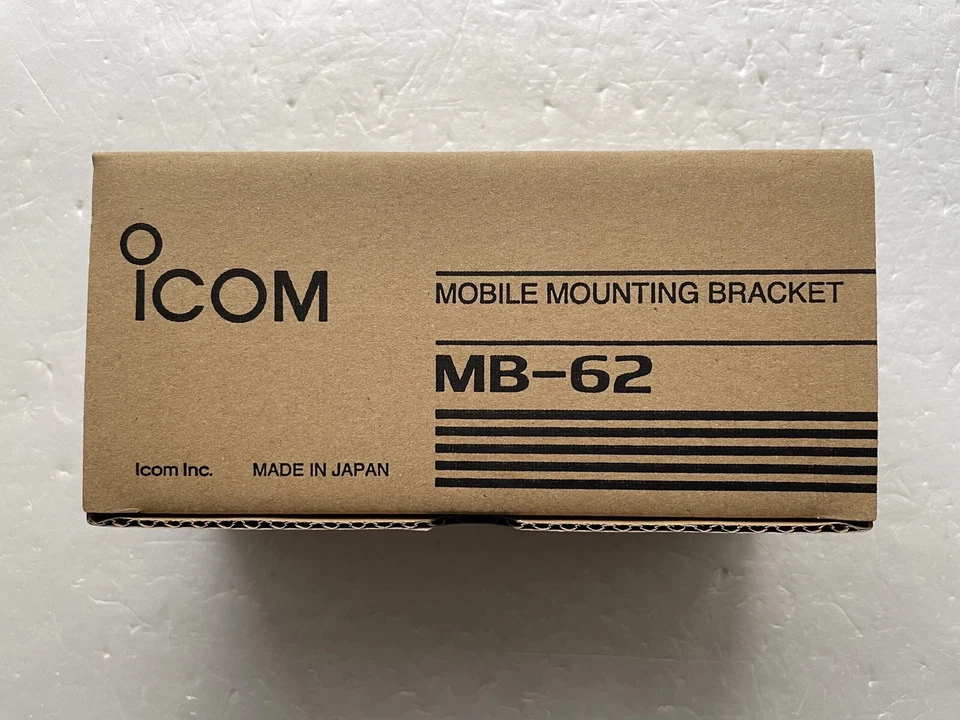 ICOM
MOBILE MOUNTING BRACKET
MB-62
Icom Inc. MADE IN JAPAN